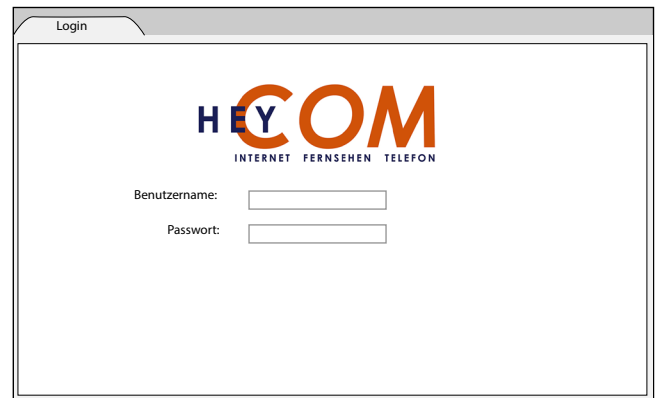 Login
HEYCOM
INTERNET FERNSEHEN TELEFON
Benutzername:
Passwort: